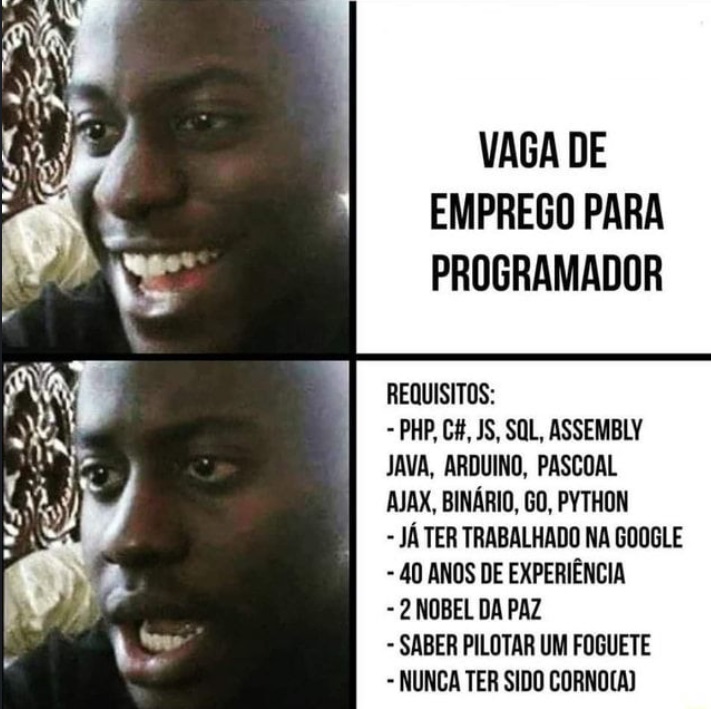 VAGA DE
EMPREGO PARA
PROGRAMADOR
REQUISITOS:
- PHP, C#, JS, SQL, ASSEMBLY
JAVA, ARDUINO, PASCOAL
AJAX, BINÁRIO, GO, PYTHON
- JÁ TER TRABALHADO NA GOOGLE
- 40 ANOS DE EXPERIÊNCIA
- 2 NOBEL DA PAZ
- SABER PILOTAR UM FOGUETE
- NUNCA TER SIDO CORNO(A)